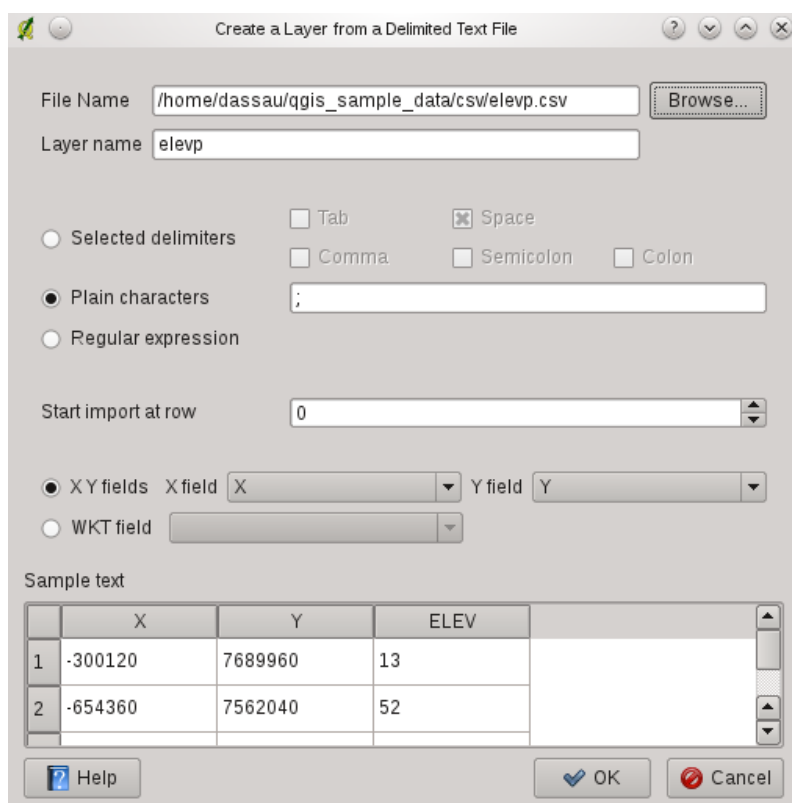 Create a Layer from a Delimited Text File
File Name /home/dassau/qgis_sample_data/csv/elevp.csv Browse...
Layer name elevp
Tab Space
Selected delimiters
Comma Semicolon Colon
Plain characters ;
Regular expression
Start import at row 0
X Y fields X field X Y field Y
WKT field
Sample text
X Y ELEV
1 -300120 7689960 13
2 -654360 7562040 52
Help OK Cancel